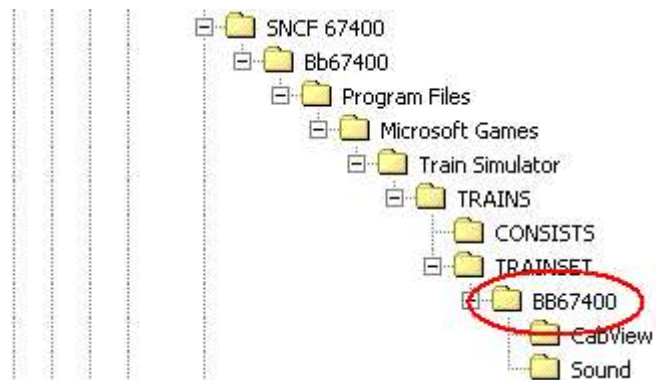 SNCF 67400
Bb67400
Program Files
Microsoft Games
Train Simulator
TRAINS
CONSISTS
TRAINSET
BB67400
CabView
Sound